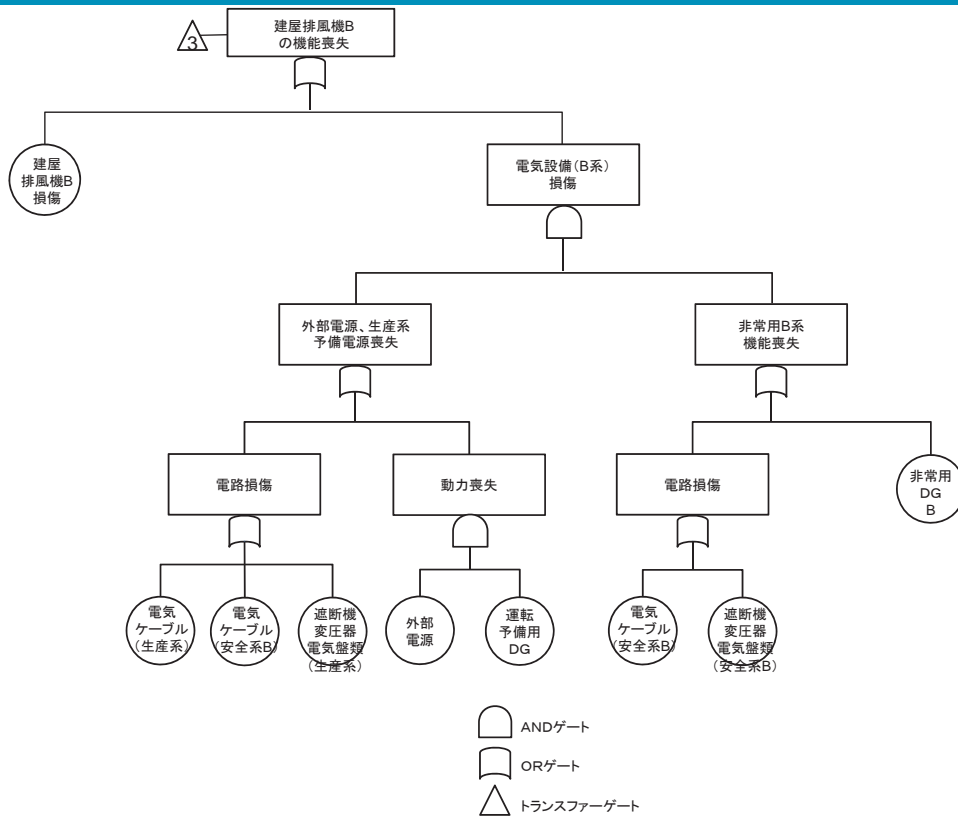 3
建屋排風機B
の機能喪失
建屋
排風機B
損傷
電気設備(B系)
損傷
外部電源、生産系
予備電源喪失
非常用B系
機能喪失
電路損傷
動力喪失
電路損傷
非常用
DG
B
電気
ケーブル
(生産系)
電気
ケーブル
(安全系B)
遮断機
変圧器
電気盤類
(生産系)
外部
電源
運転
予備用
DG
電気
ケーブル
(安全系B)
遮断機
変圧器
電気盤類
(安全系B)
ANDゲート
ORゲート
トランスファーゲート